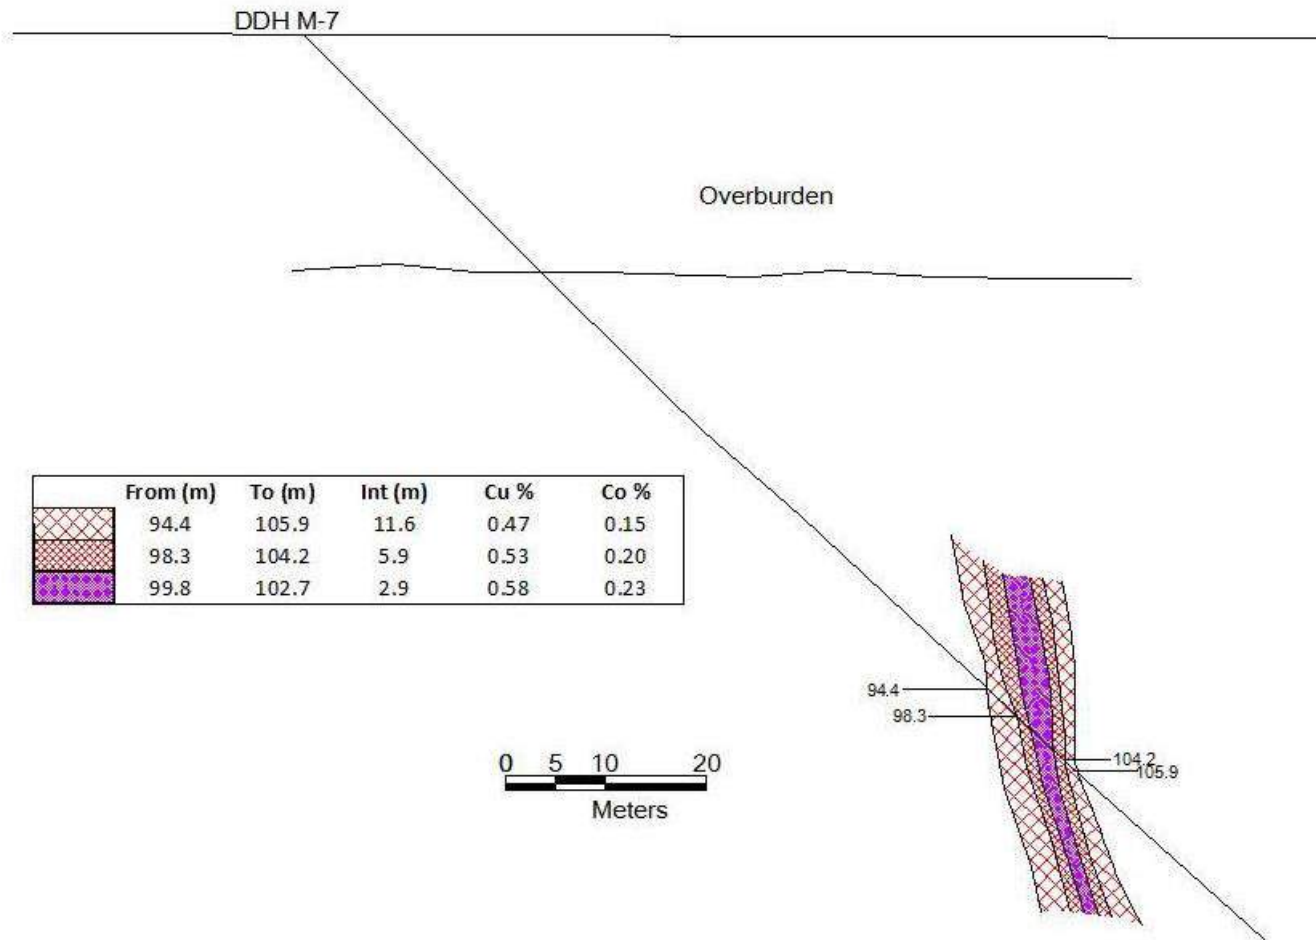 DDH M-7
Overburden
From (m) To (m) Int (m) Cu % Co %
94.4 105.9 11.6 0.47 0.15
98.3 104.2 5.9 0.53 0.20
99.8 102.7 2.9 0.58 0.23
94.4
98.3
104.2
105.9
0 5 10 20
Meters